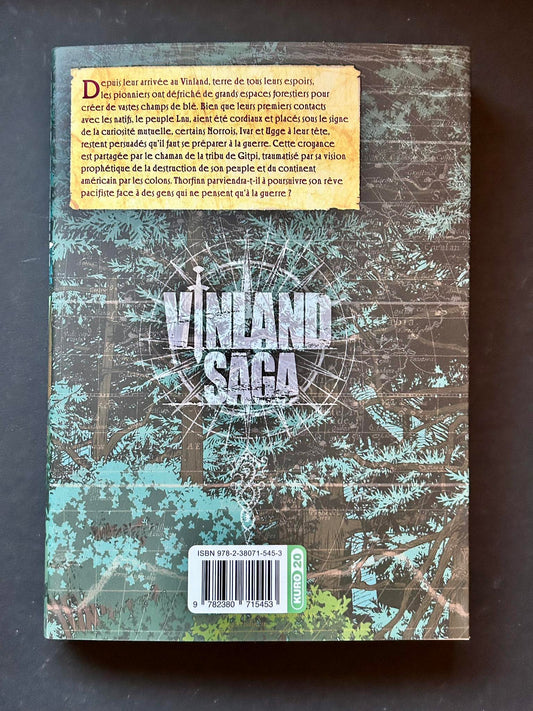 Depuis leur arrivée au Vinland, terre de tous leurs espoirs,
les pionniers ont défriché de grands espaces forestiers pour
créer de vastes champs de blé. Bien que leurs premiers contacts
avec les natifs, le peuple Lnu, aient été cordiaux et placés sous le signe
de la curiosité mutuelle, certains Norrois, Ivar et Ugge à leur tête,
restent persuadés qu'il faut se préparer à la guerre. Cette croyance
est partagée par le chaman de la tribu de Gitpi, traumatisé par sa vision
prophétique de la destruction de son peuple et du continent
américain par les colons. Thorfinn parviendra-t-il à poursuivre son rêve
pacifiste face à des gens qui ne pensent qu'à la guerre ?
VINLAND
SAGA
ISBN 978-2-38071-545-3
9 782380 715453
KURO 20